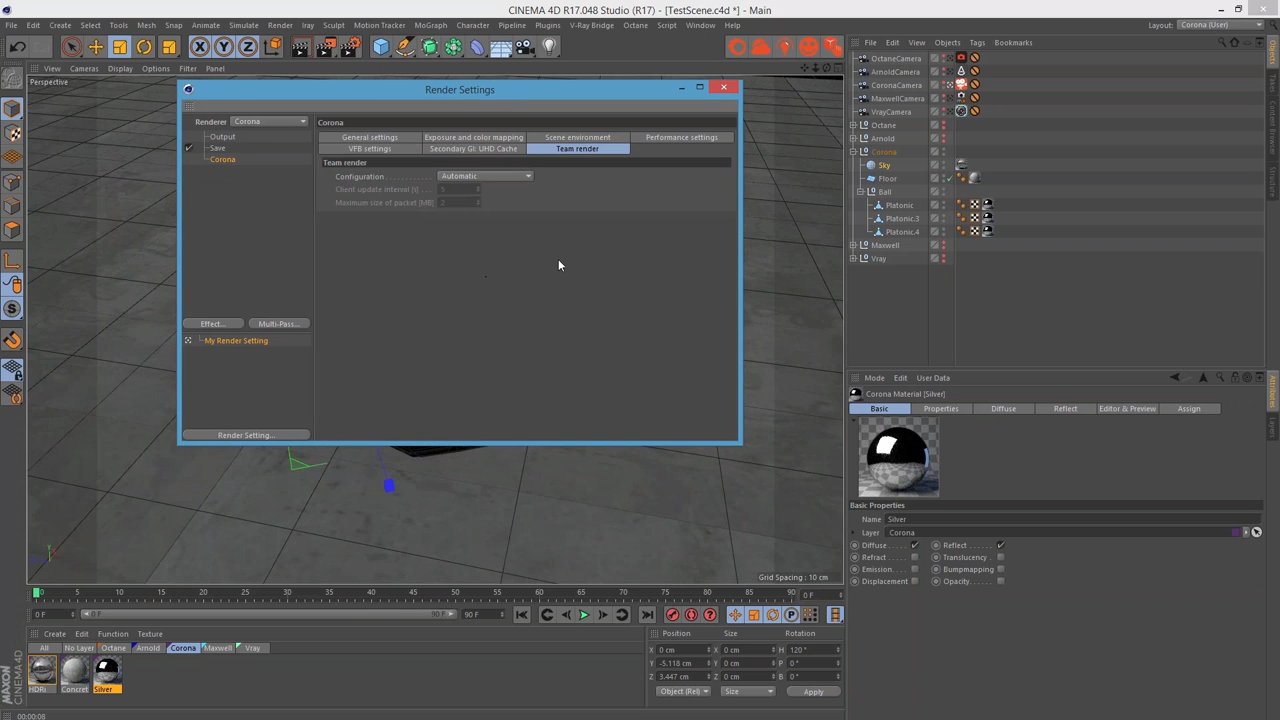 CINEMA 4D R17.048 Studio (R17) - [TestScene.c4d *] - Main
File Edit Create Select Tools Mesh Snap Animate Simulate Render Iray Sculpt Motion Tracker MoGraph Character Pipeline Plugins V-Ray Bridge Octane Script Window Help Layout: Corona (User)
View Cameras Display Options Filter Panel
Perspective
Render Settings
Renderer Corona
Output
Save
Corona
Effect... Multi-Pass...
My Render Setting
Render Setting...
Corona
General settings Exposure and color mapping Scene environment Performance settings
VFB settings Secondary GI: UHD Cache Team render
Team render
Configuration Automatic
Client update interval [s] 5
Maximum size of packet [MB] 2
Grid Spacing : 10 cm
File Edit View Objects Tags Bookmarks
OctaneCamera
ArnoldCamera
CoronaCamera
MaxwellCamera
VrayCamera
Octane
Arnold
Corona
Sky
Floor
Ball
Platonic
Platonic.3
Platonic.4
Maxwell
Vray
Objects
Takes
Content Browser
Structure
Mode Edit User Data
Corona Material [Silver]
Basic Properties Diffuse Reflect Editor & Preview Assign
Basic Properties
Name Silver
Layer Corona
Diffuse Reflect
Refract Translucency
Emission Bumpmapping
Displacement Opacity
Attributes
Layers
0 5 10 15 20 25 30 35 40 45 50 55 60 65 70 75 80 85 90 0 F
0 F 0 F 90 F 90 F
Create Edit Function Texture
All No Layer Octane Arnold Corona Maxwell Vray
HDRi Concret Silver
Position Size Rotation
X 0 cm X 0 cm H 120 °
Y -5.118 cm Y 0 cm P 0 °
Z 3.447 cm Z 0 cm B 0 °
Object (Rel) Size Apply
MAXON CINEMA 4D
00:00:08